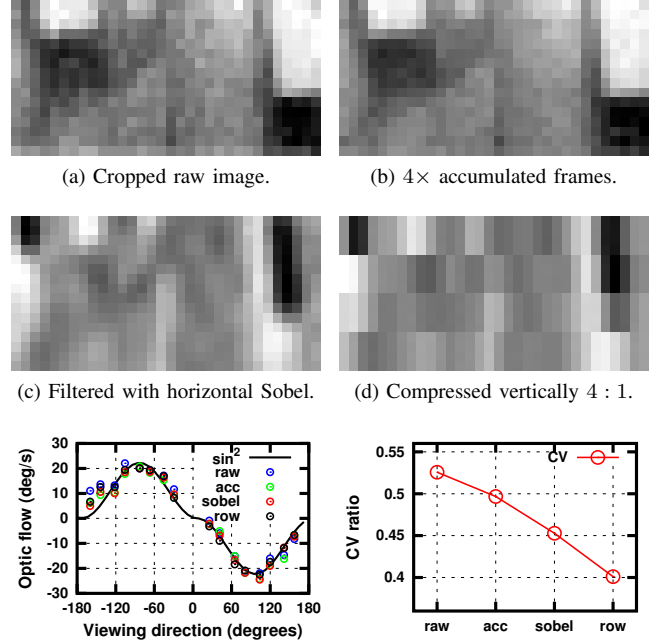 (a) Cropped raw image.
(b) 4× accumulated frames.
(c) Filtered with horizontal Sobel.
(d) Compressed vertically 4 : 1.
Optic flow (deg/s)
30
20
10
0
-10
-20
-30
-180 -120 -60 0 60 120 180
Viewing direction (degrees)
sin²
raw
acc
sobel
row
CV ratio
0.55
0.5
0.45
0.4
raw acc sobel row
CV